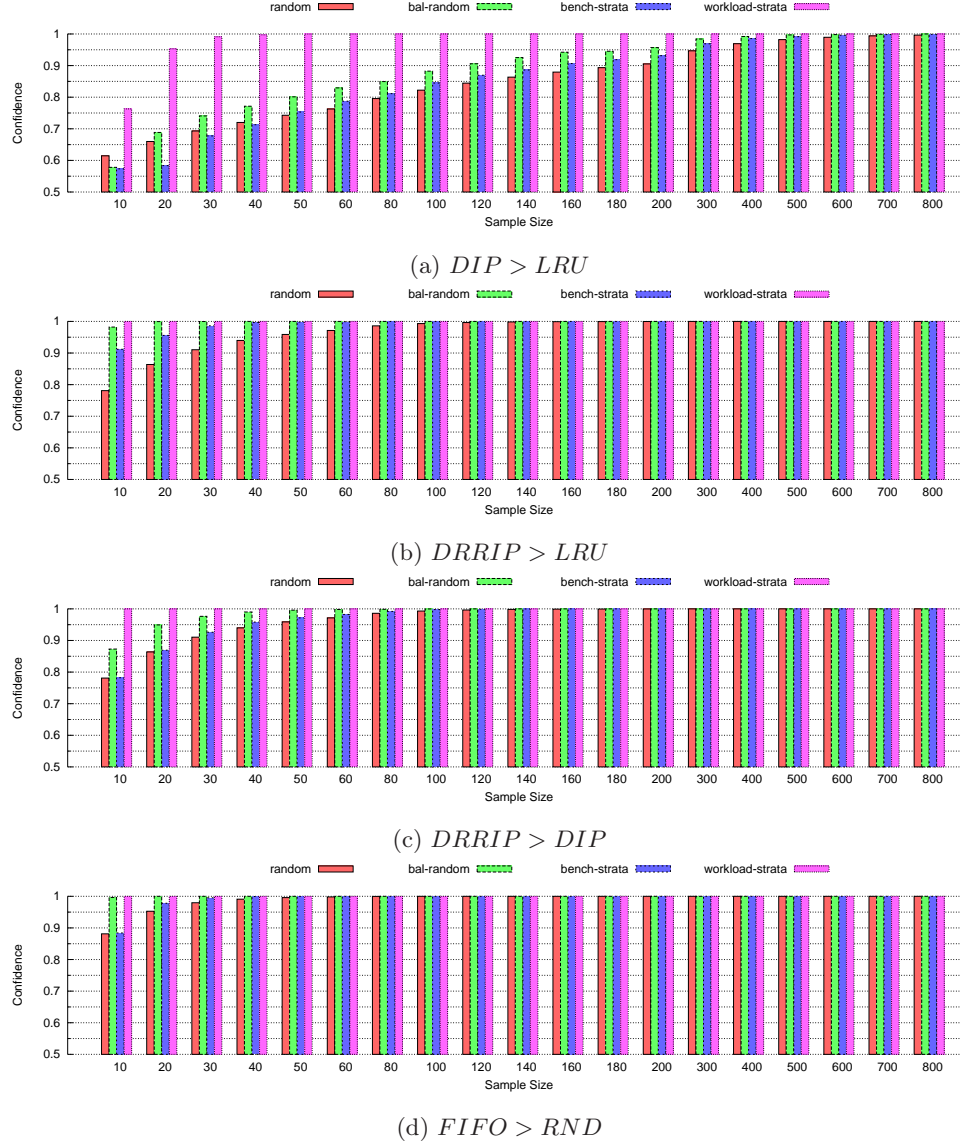 random bal-random bench-strata workload-strata
1
0.9
0.8
0.7
0.6
0.5
Confidence
10 20 30 40 50 60 80 100 120 140 160 180 200 300 400 500 600 700 800
Sample Size
(a) DIP > LRU
random bal-random bench-strata workload-strata
1
0.9
0.8
0.7
0.6
0.5
Confidence
10 20 30 40 50 60 80 100 120 140 160 180 200 300 400 500 600 700 800
Sample Size
(b) DRRIP > LRU
random bal-random bench-strata workload-strata
1
0.9
0.8
0.7
0.6
0.5
Confidence
10 20 30 40 50 60 80 100 120 140 160 180 200 300 400 500 600 700 800
Sample Size
(c) DRRIP > DIP
random bal-random bench-strata workload-strata
1
0.9
0.8
0.7
0.6
0.5
Confidence
10 20 30 40 50 60 80 100 120 140 160 180 200 300 400 500 600 700 800
Sample Size
(d) FIFO > RND